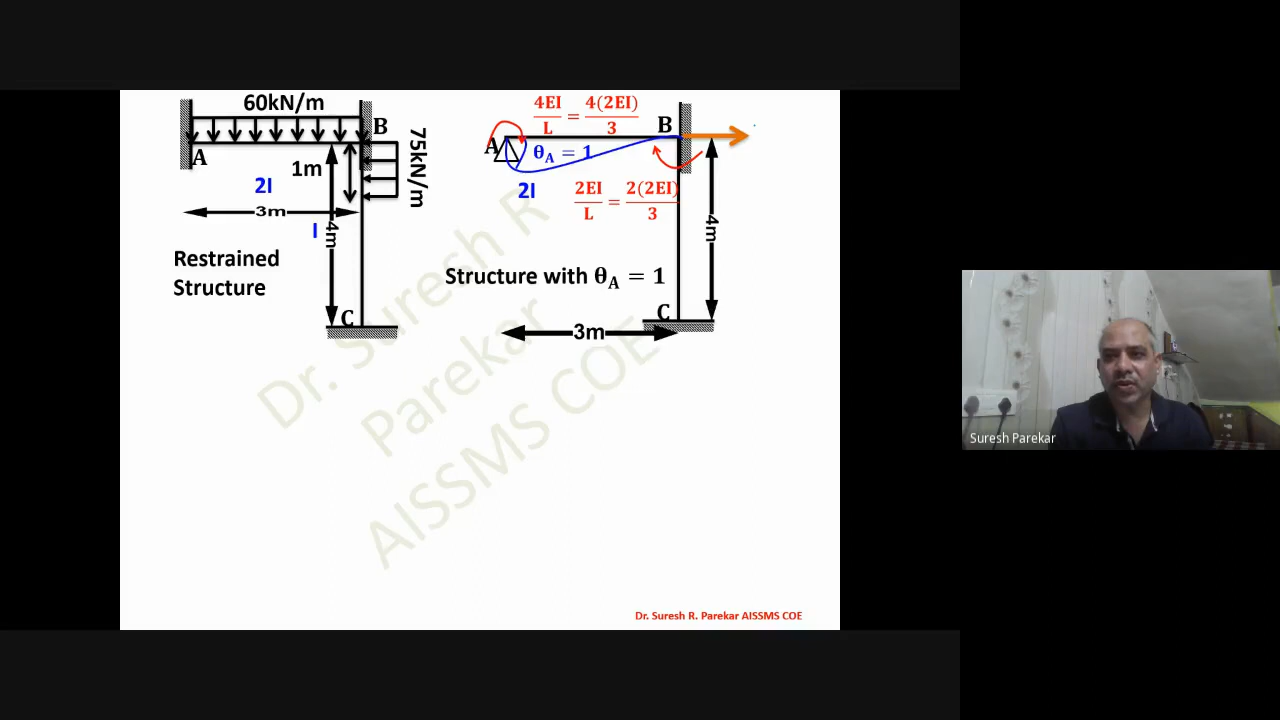 60kN/m
A
B
1m
75kN/m
2I
3m
I
4m
Restrained
Structure
C
4EI/L = 4(2EI)/3
A
θ_A = 1
B
2I
2EI/L = 2(2EI)/3
4m
Structure with θ_A = 1
C
3m
Dr. Suresh R
Parekar
AISSMS COE
Dr. Suresh R. Parekar AISSMS COE
Suresh Parekar